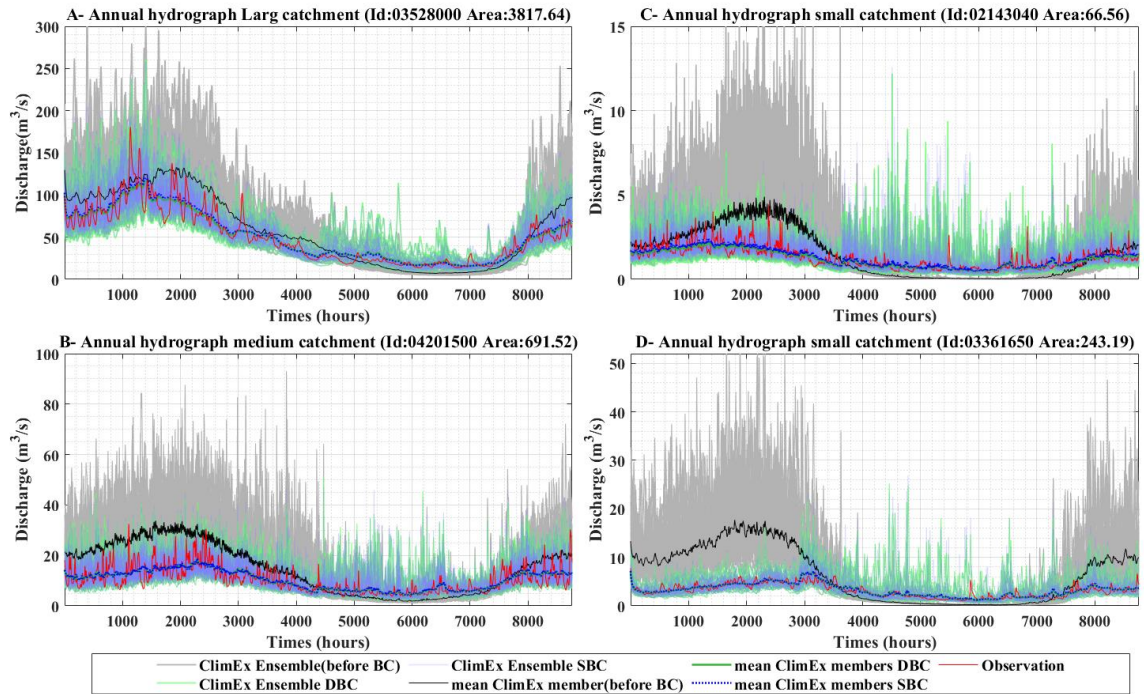 A- Annual hydrograph Larg catchment (Id:03528000 Area:3817.64)
300
250
200
150
100
50
0
Discharge(m³/s)
1000 2000 3000 4000 5000 6000 7000 8000
Times (hours)
C- Annual hydrograph small catchment (Id:02143040 Area:66.56)
15
10
5
0
Discharge (m³/s)
1000 2000 3000 4000 5000 6000 7000 8000
Times (hours)
B- Annual hydrograph medium catchment (Id:04201500 Area:691.52)
100
80
60
40
20
0
Discharge (m³/s)
1000 2000 3000 4000 5000 6000 7000 8000
Times (hours)
D- Annual hydrograph small catchment (Id:03361650 Area:243.19)
50
40
30
20
10
0
Discharge (m³/s)
1000 2000 3000 4000 5000 6000 7000 8000
Times (hours)
ClimEx Ensemble(before BC) ClimEx Ensemble SBC mean ClimEx members DBC Observation
ClimEx Ensemble DBC mean ClimEx member(before BC) mean ClimEx members SBC